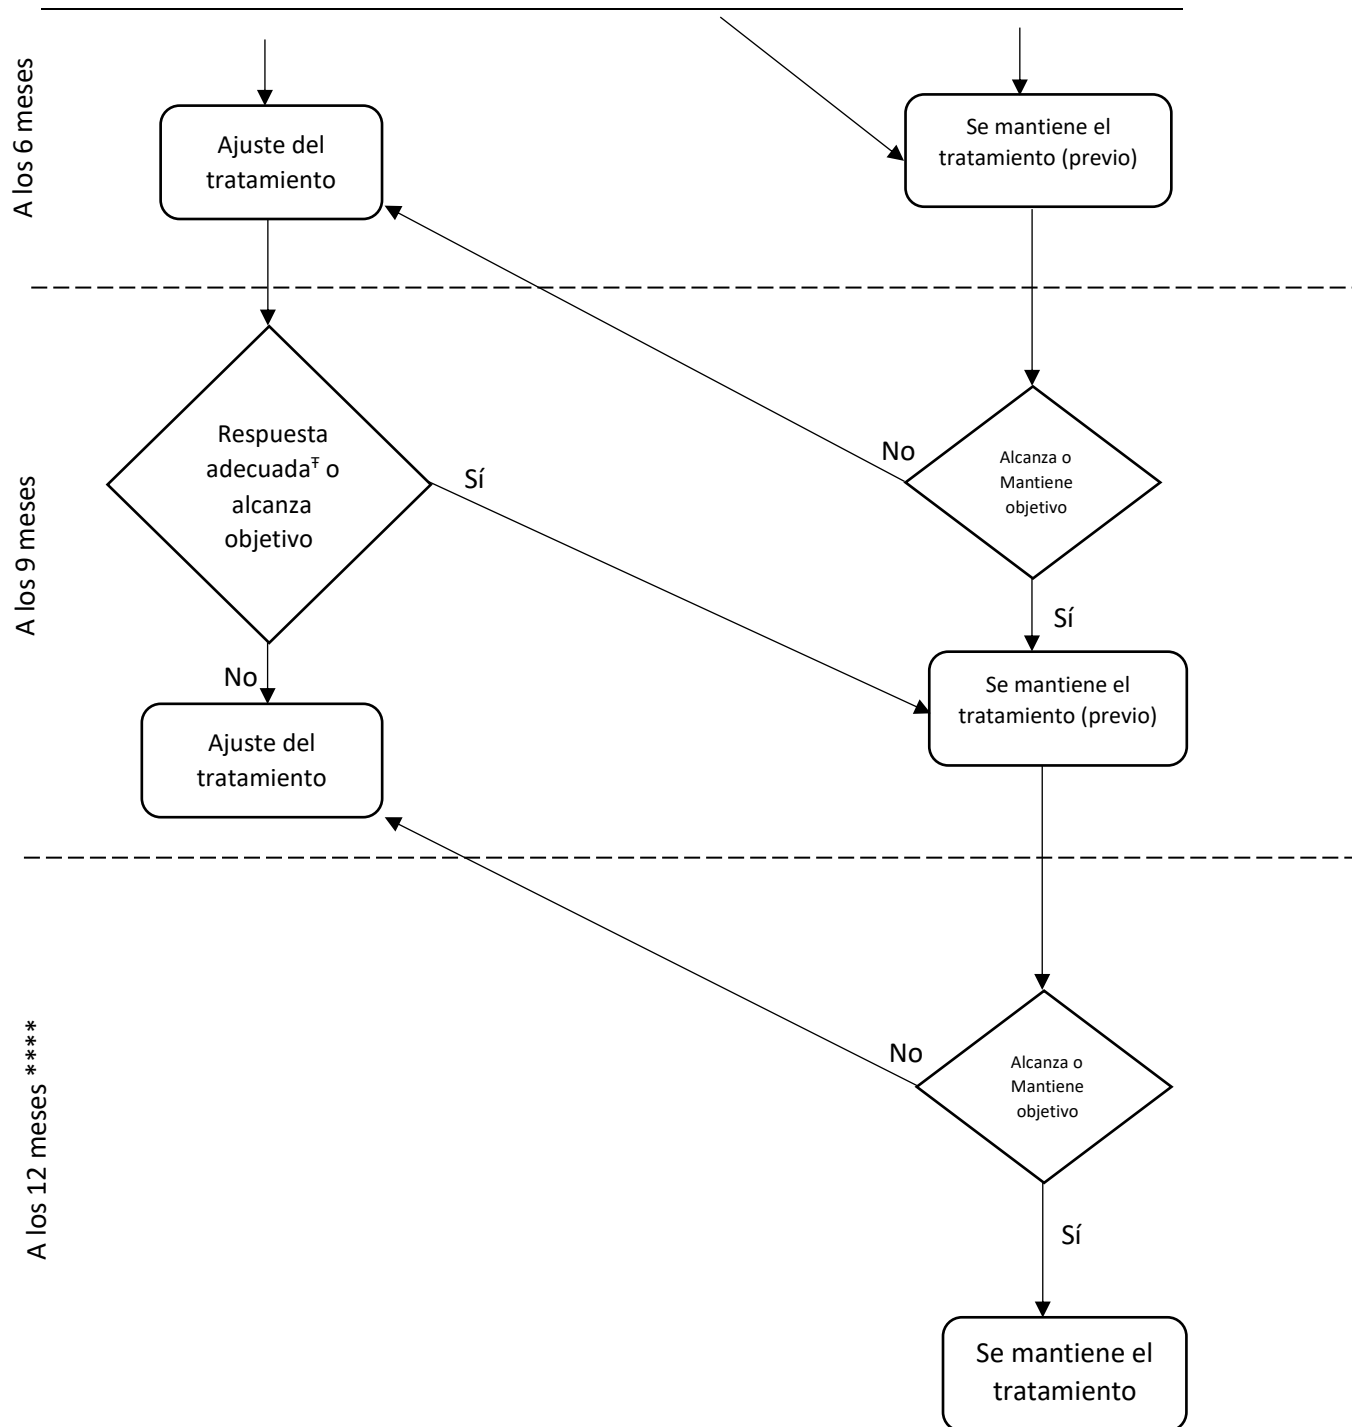 A los 6 meses
Ajuste del
tratamiento
Se mantiene el
tratamiento (previo)
A los 9 meses
Respuesta
adecuada Ŧ o
alcanza
objetivo
Sí
No
Alcanza o
Mantiene
objetivo
Sí
No
Ajuste del
tratamiento
Se mantiene el
tratamiento (previo)
A los 12 meses ****
No
Alcanza o
Mantiene
objetivo
Sí
Se mantiene el
tratamiento